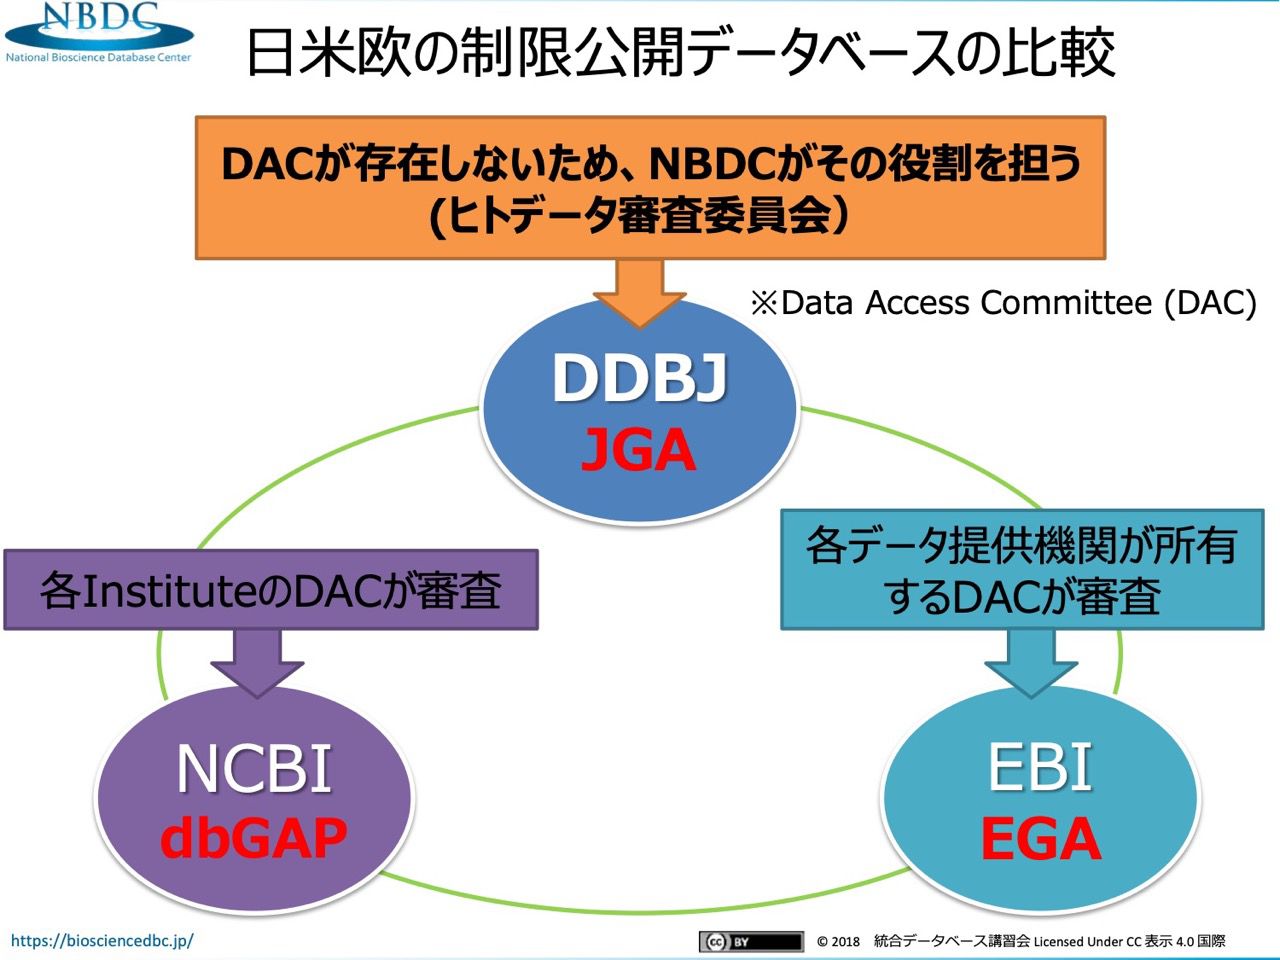 NBDC
National Bioscience Database Center
日米欧の制限公開データベースの比較
DACが存在しないため、NBDCがその役割を担う
(ヒトデータ審査委員会）
※Data Access Committee (DAC)
DDBJ
JGA
各InstituteのDACが審査
各データ提供機関が所有
するDACが審査
NCBI
dbGAP
EBI
EGA
https://biosciencedbc.jp/
cc BY
© 2018 統合データベース講習会 Licensed Under CC 表示 4.0 国際